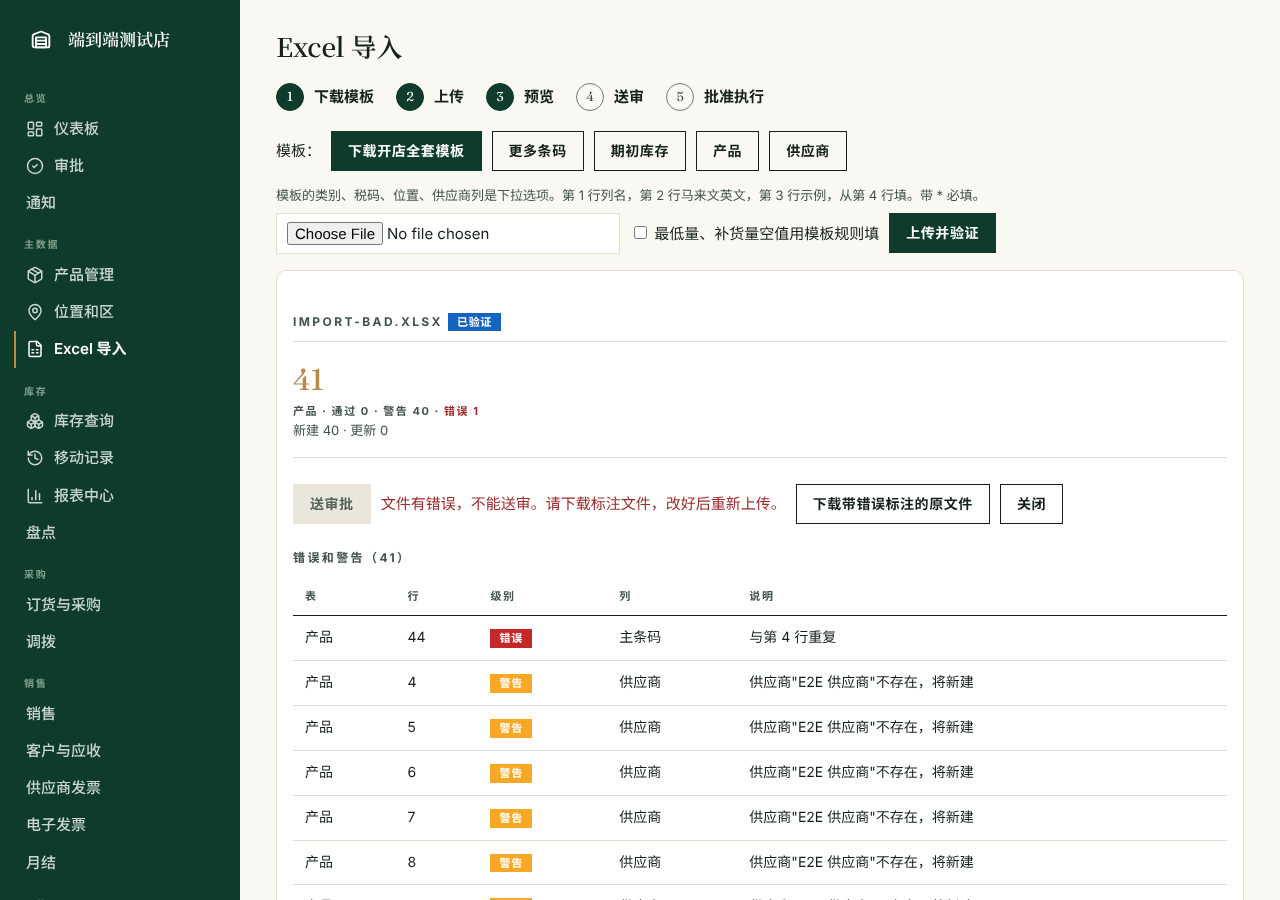 端到端测试店
总览
仪表板
审批
通知
主数据
产品管理
位置和区
Excel 导入
库存
库存查询
移动记录
报表中心
盘点
采购
订货与采购
调拨
销售
销售
客户与应收
供应商发票
电子发票
月结
Excel 导入
1 下载模板 2 上传 3 预览 4 送审 5 批准执行
模板： 下载开店全套模板 更多条码 期初库存 产品 供应商
模板的类别、税码、位置、供应商列是下拉选项。第 1 行列名，第 2 行马来文英文，第 3 行示例，从第 4 行填。带 * 必填。
Choose File No file chosen 最低量、补货量空值用模板规则填 上传并验证
IMPORT-BAD.XLSX 已验证
41
产品 · 通过 0 · 警告 40 · 错误 1
新建 40 · 更新 0
送审批 文件有错误，不能送审。请下载标注文件，改好后重新上传。 下载带错误标注的原文件 关闭
错误和警告（41）
表 行 级别 列 说明
产品 44 错误 主条码 与第 4 行重复
产品 4 警告 供应商 供应商"E2E 供应商"不存在，将新建
产品 5 警告 供应商 供应商"E2E 供应商"不存在，将新建
产品 6 警告 供应商 供应商"E2E 供应商"不存在，将新建
产品 7 警告 供应商 供应商"E2E 供应商"不存在，将新建
产品 8 警告 供应商 供应商"E2E 供应商"不存在，将新建